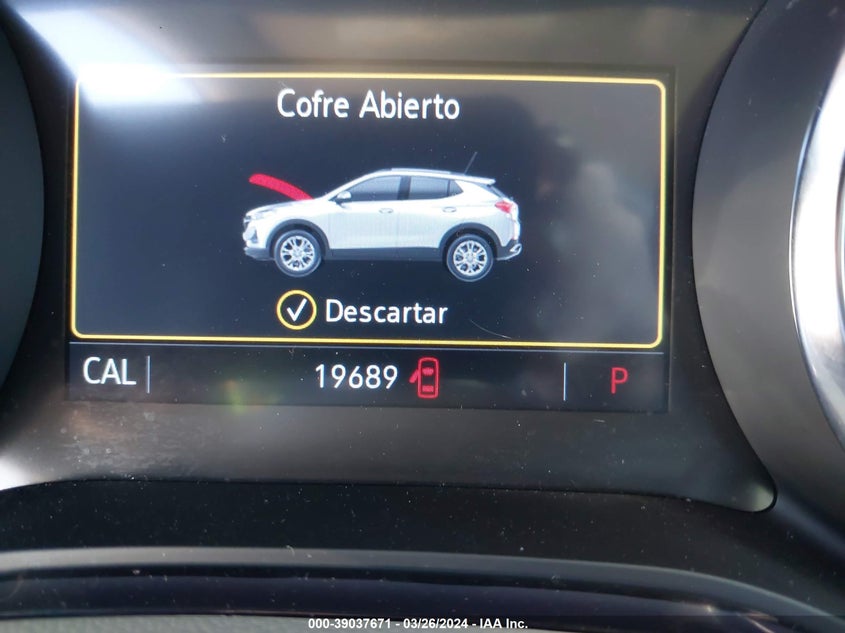 Cofre Abierto
Descartar
CAL 19689 P
000-39037671 - 03/26/2024 - IAA Inc.